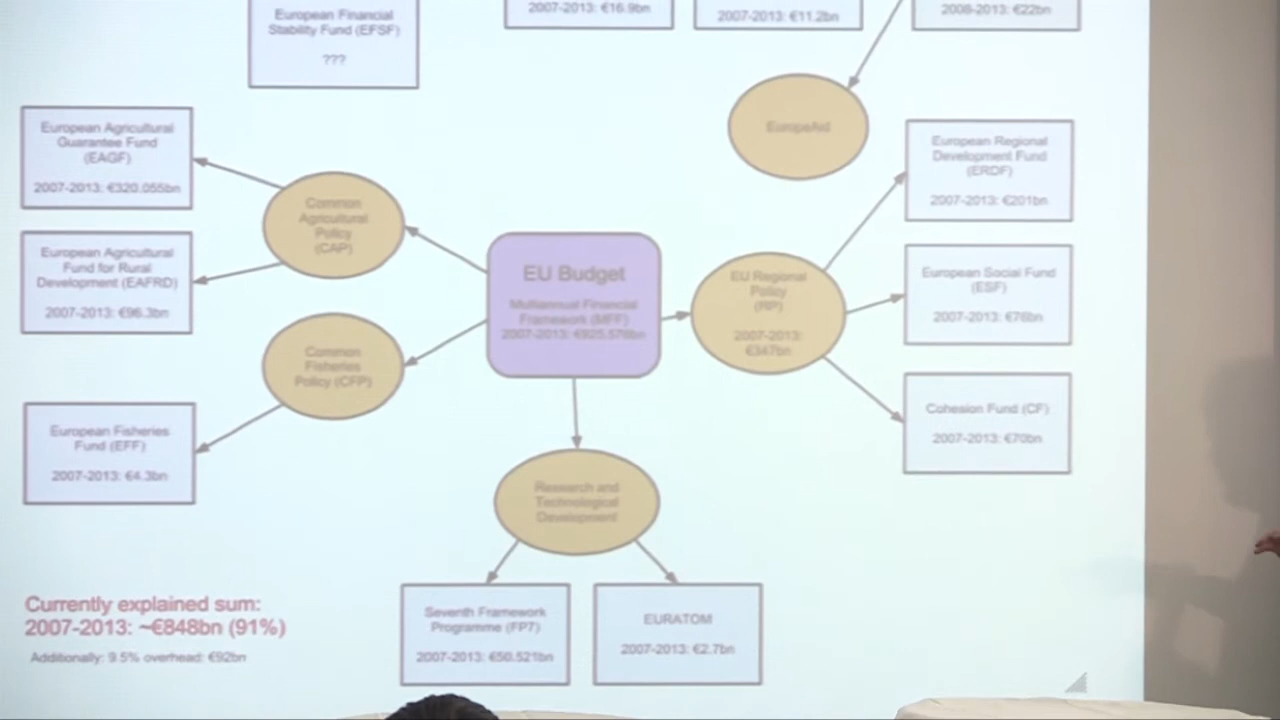 European Financial
Stability Fund (EFSF)
???
2007-2013: €16.9bn
2007-2013: €11.2bn
2008-2013: €22bn
EuropeAid
European Agricultural
Guarantee Fund
(EAGF)
2007-2013: €320.055bn
European Agricultural
Fund for Rural
Development (EAFRD)
2007-2013: €96.3bn
Common
Agricultural
Policy
(CAP)
Common
Fisheries
Policy (CFP)
European Fisheries
Fund (EFF)
2007-2013: €4.3bn
EU Budget
Multiannual Financial
Framework (MFF)
2007-2013: €925.576bn
EU Regional
Policy
(RP)
2007-2013:
€347bn
European Regional
Development Fund
(ERDF)
2007-2013: €201bn
European Social Fund
(ESF)
2007-2013: €76bn
Cohesion Fund (CF)
2007-2013: €70bn
Research and
Technological
Development
Seventh Framework
Programme (FP7)
2007-2013: €50.521bn
EURATOM
2007-2013: €2.7bn
Currently explained sum:
2007-2013: ~€848bn (91%)
Additionally: 9.5% overhead: €92bn